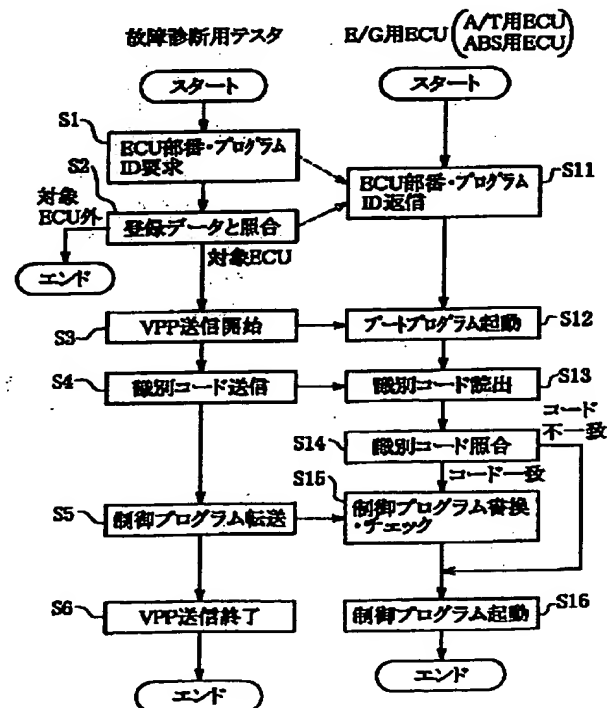 故障診断用テスタ
E/G用ECU(A/T用ECU
ABS用ECU)
スタート
スタート
S1
ECU部番・プログラム
ID要求
S11
ECU部番・プログラム
ID返信
S2
登録データと照合
対象
ECU外
エンド
対象ECU
S3
VPP送信開始
S12
ブートプログラム起動
S4
識別コード送信
S13
識別コード読出
S14
識別コード照合
コード
不一致
コード一致
S15
制御プログラム書換
・チェック
S5
制御プログラム転送
S6
VPP送信終了
S16
制御プログラム起動
エンド
エンド